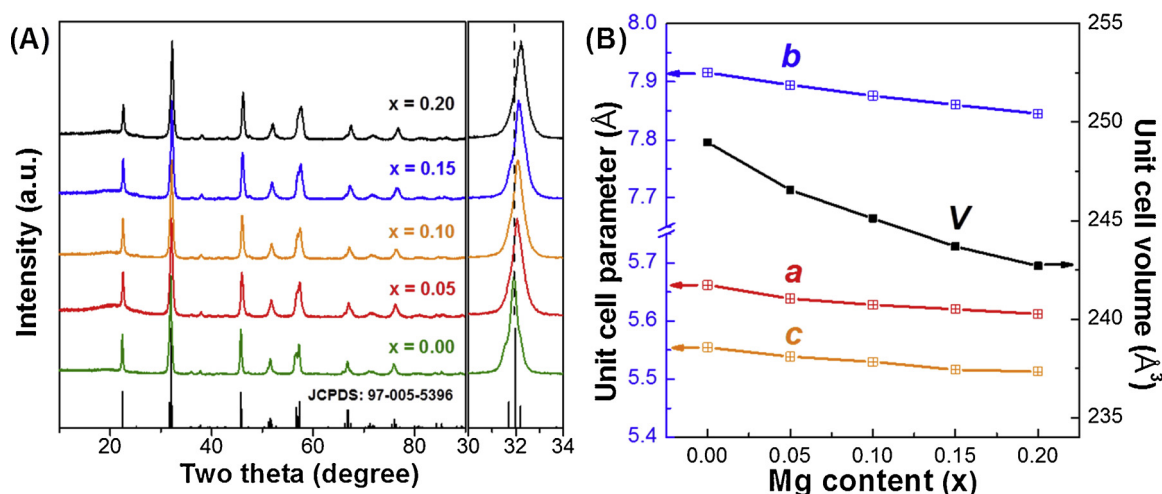 (A)
Intensity (a.u.)
x = 0.20
x = 0.15
x = 0.10
x = 0.05
x = 0.00
JCPDS: 97-005-5396
20 40 60 80 30 32 34
Two theta (degree)
(B)
Unit cell parameter (Å)
8.0
7.9
7.8
7.7
5.7
5.6
5.5
5.4
b
V
a
c
255
250
245
240
235
Unit cell volume (Å³)
0.00 0.05 0.10 0.15 0.20
Mg content (x)